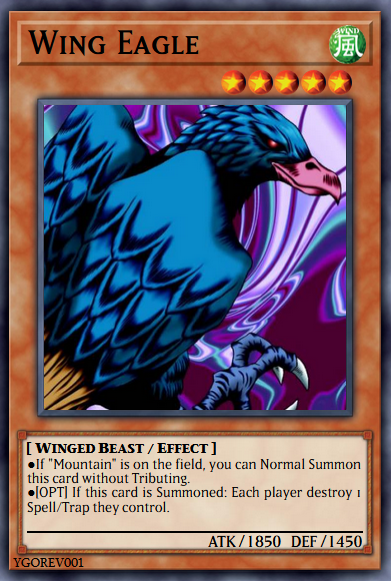 WING EAGLE
WIND
風
[ WINGED BEAST / EFFECT ]
●If "Mountain" is on the field, you can Normal Summon
this card without Tributing.
●[OPT] If this card is Summoned: Each player destroy 1
Spell/Trap they control.
ATK / 1850 DEF / 1450
YGOREV001